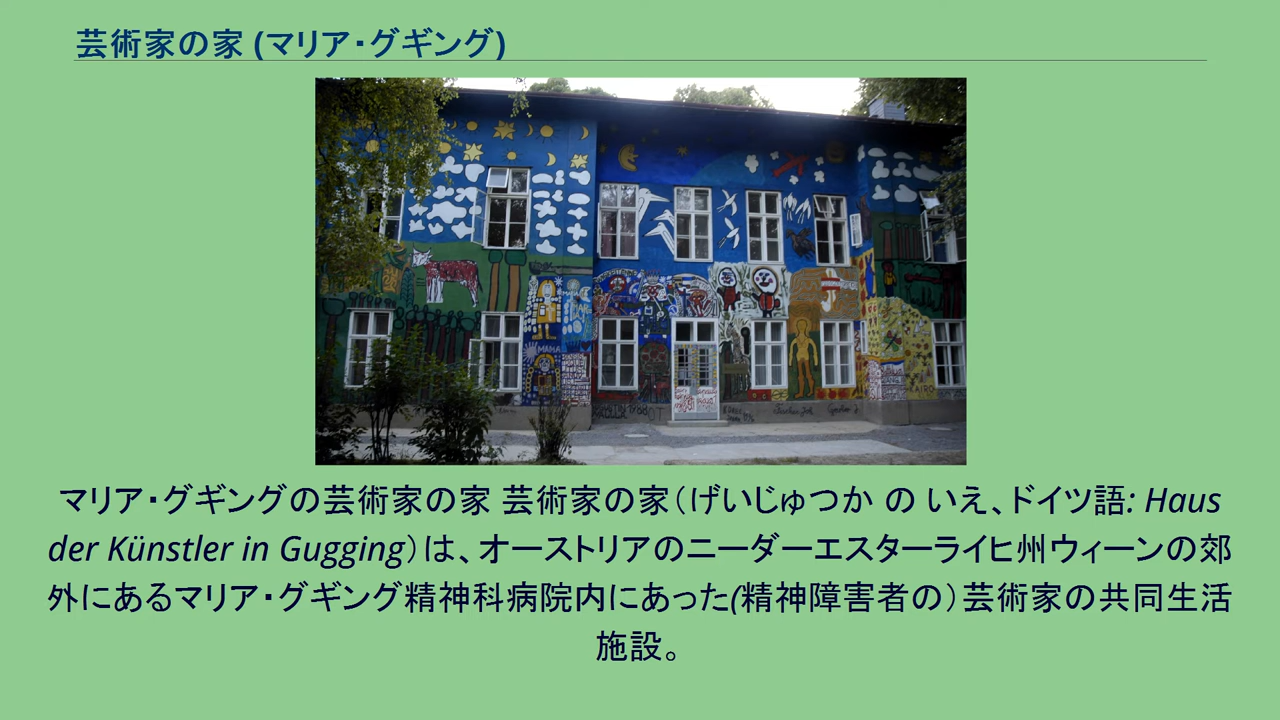 芸術家の家 (マリア・グギング)
MAHA
KAIRO
マリア・グギングの芸術家の家 芸術家の家（げいじゅつか の いえ、ドイツ語: Haus
der Künstler in Gugging）は、オーストリアのニーダーエスターライヒ州ウィーンの郊
外にあるマリア・グギング精神科病院内にあった(精神障害者の）芸術家の共同生活
施設。